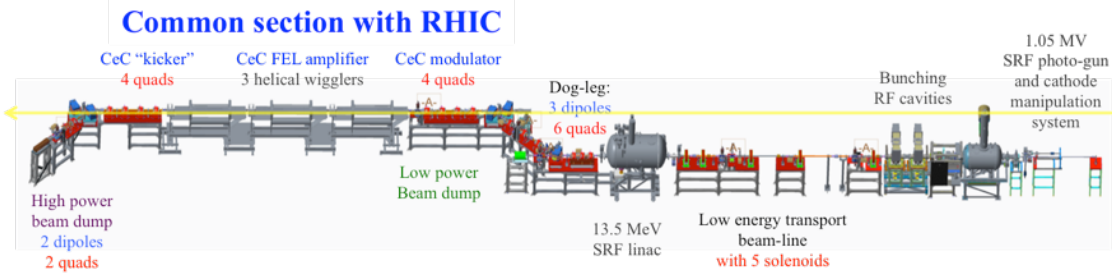 Common section with RHIC
CeC “kicker”
4 quads
CeC FEL amplifier
3 helical wigglers
CeC modulator
4 quads
Dog-leg:
3 dipoles
6 quads
Bunching
RF cavities
1.05 MV
SRF photo-gun
and cathode
manipulation
system
-A-
-A-
-A-
High power
beam dump
2 dipoles
2 quads
Low power
Beam dump
13.5 MeV
SRF linac
Low energy transport
beam-line
with 5 solenoids